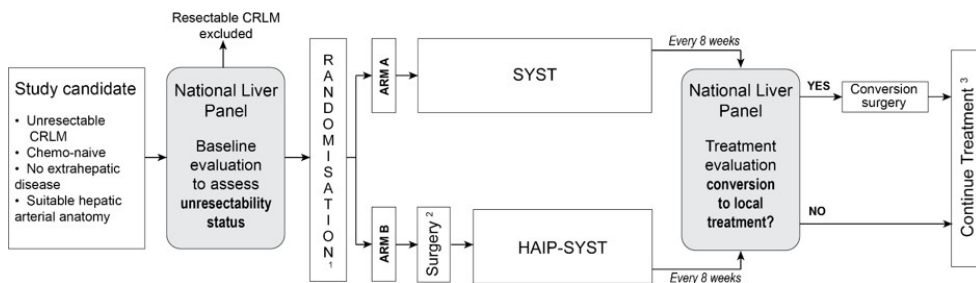 Resectable CRLM
excluded
Study candidate
• Unresectable
CRLM
• Chemo-naive
• No extrahepatic
disease
• Suitable hepatic
arterial anatomy
National Liver
Panel
Baseline
evaluation
to assess
unresectability
status
RANDOMISATION 1
ARM A
SYST
Every 8 weeks
ARM B
Surgery 2
HAIP-SYST
Every 8 weeks
National Liver
Panel
Treatment
evaluation
conversion
to local
treatment?
YES
Conversion
surgery
NO
Continue Treatment 3